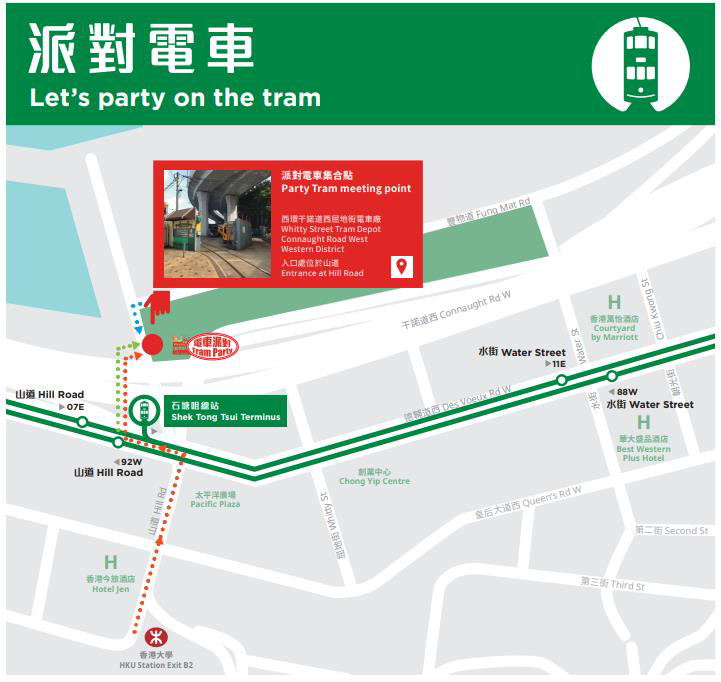 派對電車
Let's party on the tram
派對電車集合點
Party Tram meeting point
西環干諾道西屈地街電車廠
Whitty Street Tram Depot
Connaught Road West
Western District
入口處位於山道
Entrance at Hill Road
豐物道 Fung Mat Rd
干諾道西 Connaught Rd W
電車派對
Tram Party
香港萬怡酒店
Courtyard
by Marriott
Chiu Kwong St
朝光街
Water St
水街
水街 Water Street
11E
88W
水街 Water Street
德輔道西 Des Voeux Rd W
山道 Hill Road
07E
石塘咀總站
Shek Tong Tsui Terminus
92W
山道 Hill Road
華大盛品酒店
Best Western
Plus Hotel
創業中心
Chong Yip Centre
太平洋廣場
Pacific Plaza
山道 Hill Rd
屈地街 Whitty St
皇后大道西 Queen's Rd W
第二街 Second St
第三街 Third St
H
香港今旅酒店
Hotel Jen
香港大學
HKU Station Exit B2